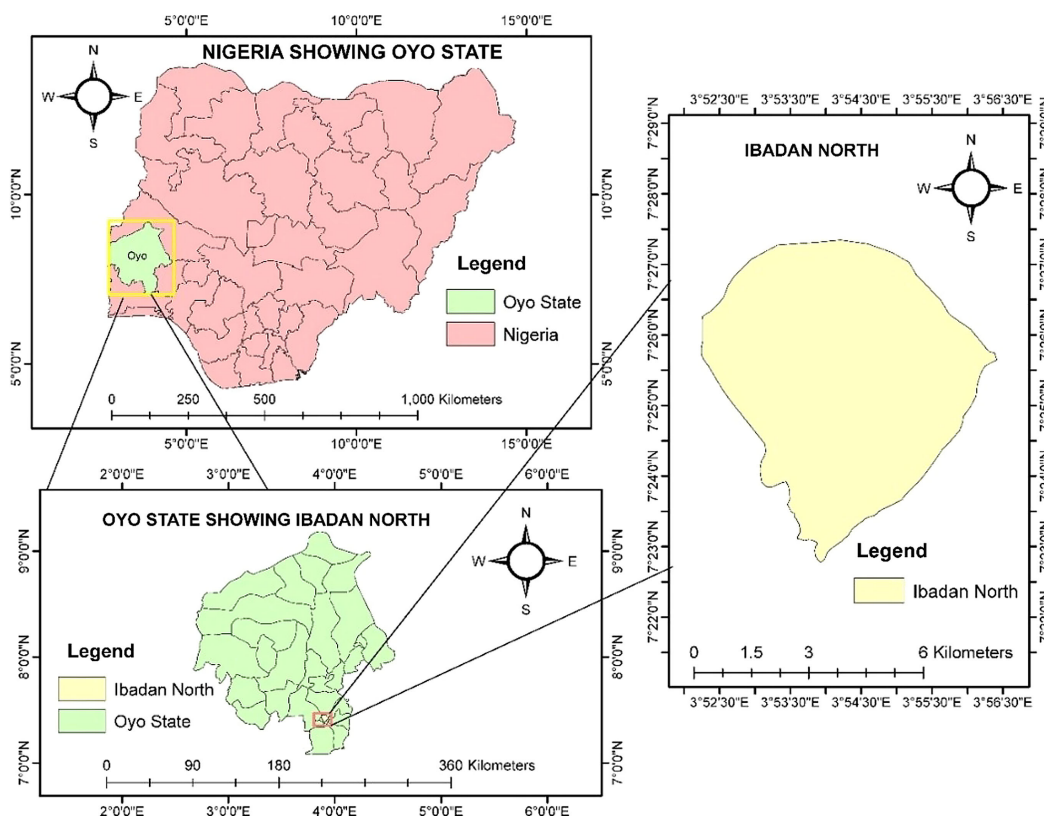 5°0'0"E 10°0'0"E 15°0'0"E
NIGERIA SHOWING OYO STATE
N
W E
S
10°0'0"N
10°0'0"N
5°0'0"N
5°0'0"N
Oyo
Legend
Oyo State
Nigeria
0 250 500 1,000 Kilometers
5°0'0"E 10°0'0"E 15°0'0"E
2°0'0"E 3°0'0"E 4°0'0"E 5°0'0"E 6°0'0"E
OYO STATE SHOWING IBADAN NORTH
N
W E
S
9°0'0"N
9°0'0"N
8°0'0"N
8°0'0"N
7°0'0"N
7°0'0"N
Legend
Ibadan North
Oyo State
0 90 180 360 Kilometers
2°0'0"E 3°0'0"E 4°0'0"E 5°0'0"E 6°0'0"E
3°52'30"E 3°53'30"E 3°54'30"E 3°55'30"E 3°56'30"E
IBADAN NORTH
N
W E
S
7°29'0"N
7°28'0"N
7°27'0"N
7°26'0"N
7°25'0"N
7°24'0"N
7°23'0"N
7°22'0"N
Legend
Ibadan North
0 1.5 3 6 Kilometers
3°52'30"E 3°53'30"E 3°54'30"E 3°55'30"E 3°56'30"E